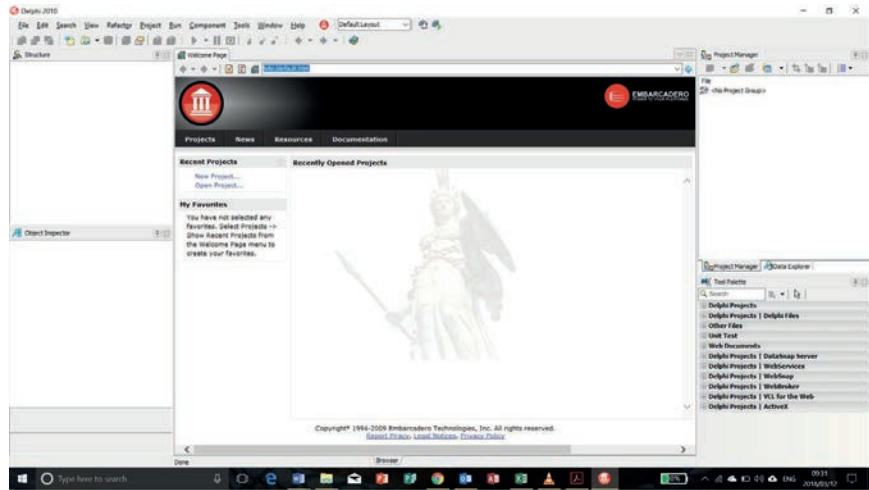 Delphi 2010
File Edit Search View Refactor Project Run Component Tools Window Help Default Layout
Structure
Welcome Page
Project Manager
File
<No Project Group>
EMBARCADERO
Projects News Resources Documentation
Recent Projects
New Project...
Open Project...
Recently Opened Projects
My Favorites
You have not selected any
favorites. Select Projects ->
Show Recent Projects from
the Welcome Page menu to
create your favorites.
Object Inspector
Project Manager Data Explorer
Tool Palette
Search
Delphi Projects
Delphi Projects | Delphi Files
Other Files
Unit Test
Web Documents
Delphi Projects | DataSnap Server
Delphi Projects | WebServices
Delphi Projects | WebSnap
Delphi Projects | WebBroker
Delphi Projects | VCL for the Web
Delphi Projects | ActiveX
Copyright® 1994-2009 Embarcadero Technologies, Inc. All rights reserved.
Report Piracy, Legal Notices, Privacy Policy
Done
Browser
Type here to search
ENG
09:31
2018/03/12